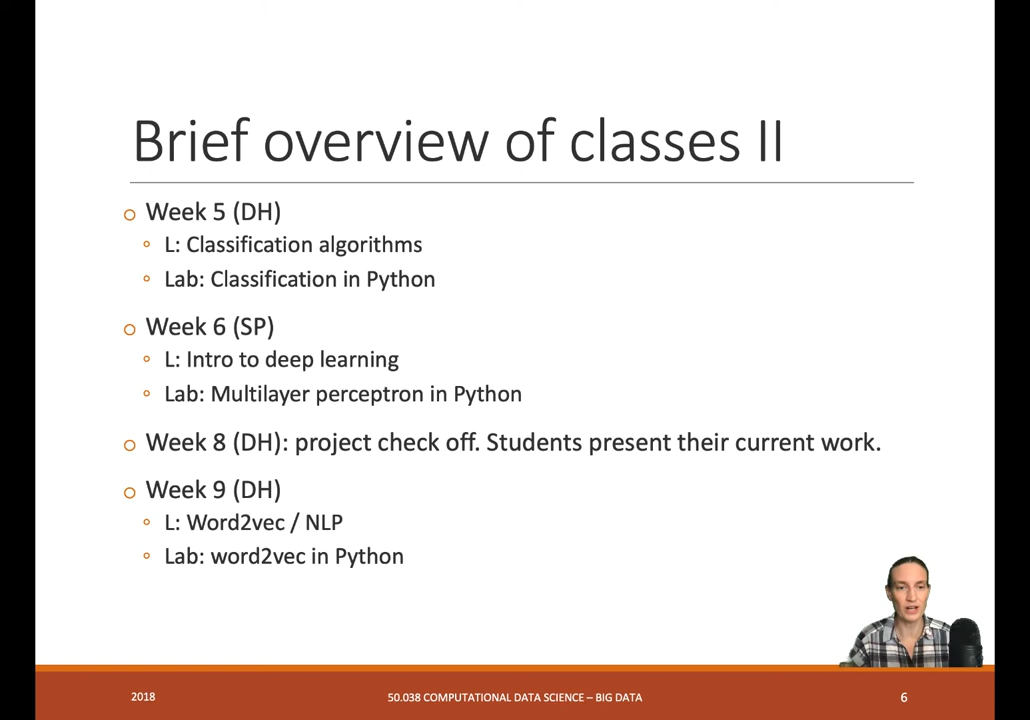 Brief overview of classes II
Week 5 (DH)
L: Classification algorithms
Lab: Classification in Python
Week 6 (SP)
L: Intro to deep learning
Lab: Multilayer perceptron in Python
Week 8 (DH): project check off. Students present their current work.
Week 9 (DH)
L: Word2vec / NLP
Lab: word2vec in Python
2018
50.038 COMPUTATIONAL DATA SCIENCE – BIG DATA
6